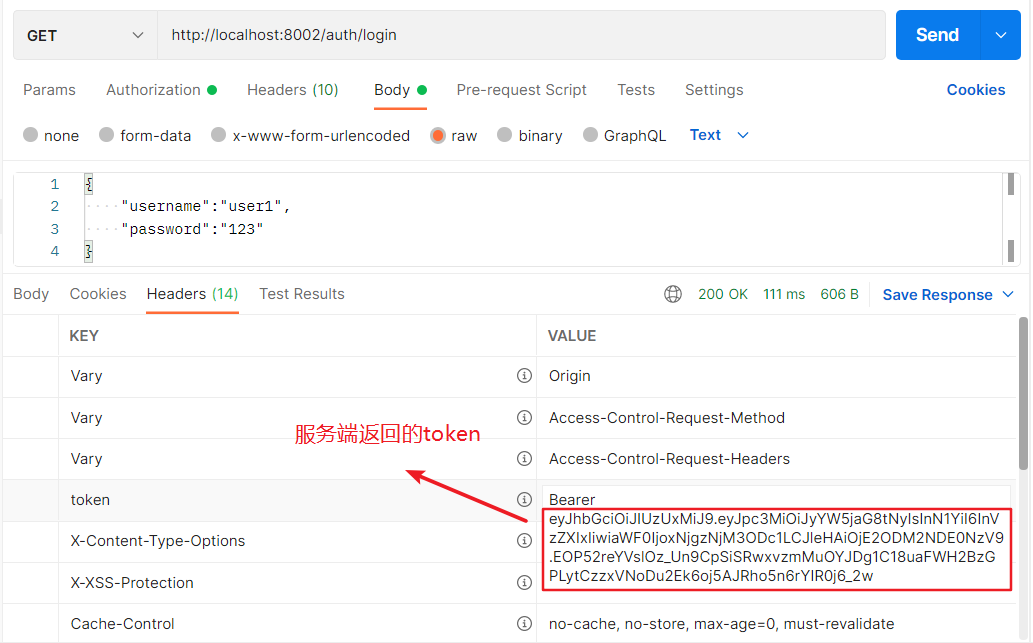 GET http://localhost:8002/auth/login Send
Params Authorization Headers (10) Body Pre-request Script Tests Settings Cookies
none form-data x-www-form-urlencoded raw binary GraphQL Text
1 {
2 "username":"user1",
3 "password":"123"
4 }
Body Cookies Headers (14) Test Results 200 OK 111 ms 606 B Save Response
KEY VALUE
Vary Origin
Vary Access-Control-Request-Method
服务端返回的token
Vary Access-Control-Request-Headers
token Bearer
eyJhbGciOiJIUzUxMiJ9.eyJpc3MiOiJyYW5jaG8tNyIsInN1YiI6InV
zZXIxIiwiaWF0IjoxNjgzNjM3ODc1LCJleHAiOjE2ODM2NDE0NzV9
.EOP52reYVslOz_Un9CpSiSRwxvzmMuOYJDg1C18uaFWH2BzG
PLytCzzxVNoDu2Ek6oj5AJRho5n6rYIR0j6_2w
X-Content-Type-Options
X-XSS-Protection
Cache-Control no-cache, no-store, max-age=0, must-revalidate